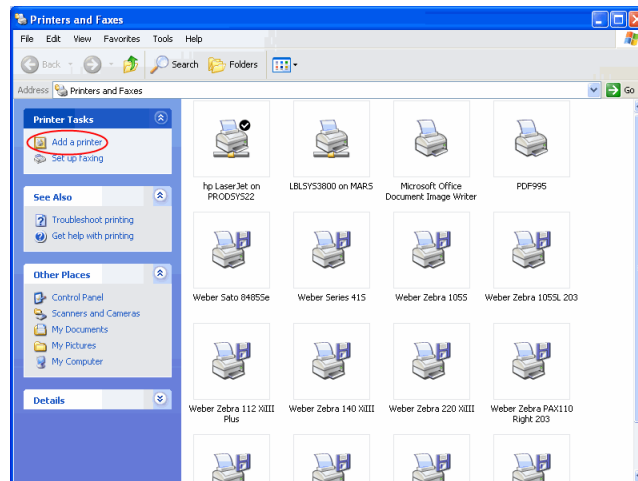 Printers and Faxes
File Edit View Favorites Tools Help
Back Search Folders
Address Printers and Faxes Go
Printer Tasks
Add a printer
Set up faxing
See Also
Troubleshoot printing
Get help with printing
Other Places
Control Panel
Scanners and Cameras
My Documents
My Pictures
My Computer
Details
hp LaserJet on
PRODSYS22
LBLSYS3800 on MARS
Microsoft Office
Document Image Writer
PDF995
Weber Sato 8485Se
Weber Series 41S
Weber Zebra 105S
Weber Zebra 105SL 203
Weber Zebra 112 XiIII
Plus
Weber Zebra 140 XiIII
Weber Zebra 220 XiIII
Weber Zebra PAX110
Right 203